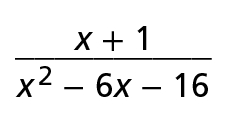 x + 1
x² − 6x − 16